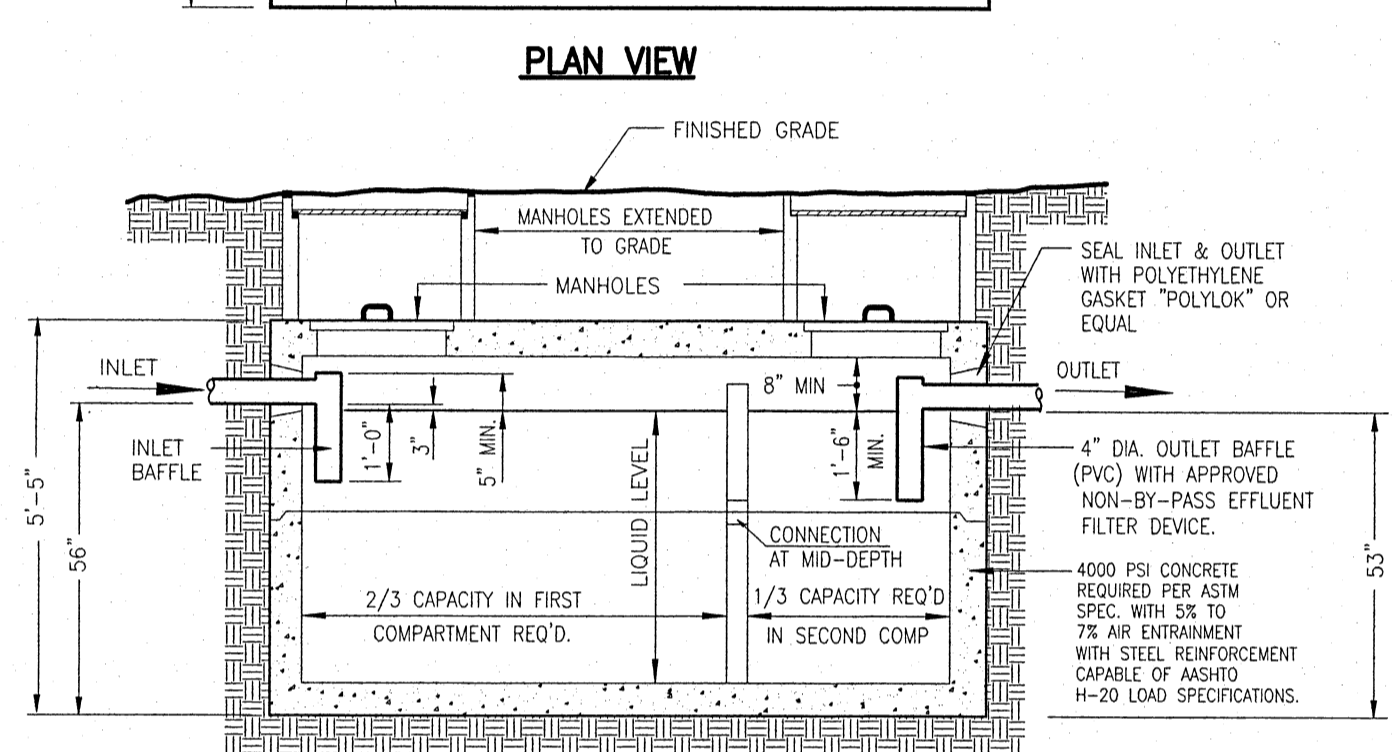 PLAN VIEW
FINISHED GRADE
MANHOLES EXTENDED
TO GRADE
MANHOLES
SEAL INLET & OUTLET
WITH POLYETHYLENE
GASKET "POLYLOK" OR
EQUAL
INLET
OUTLET
8" MIN
INLET
BAFFLE
1'-0"
3"
5" MIN.
1'-6"
MIN.
4" DIA. OUTLET BAFFLE
(PVC) WITH APPROVED
NON-BY-PASS EFFLUENT
FILTER DEVICE.
5'-5"
56"
LIQUID LEVEL
CONNECTION
AT MID-DEPTH
53"
2/3 CAPACITY IN FIRST
COMPARTMENT REQ'D.
1/3 CAPACITY REQ'D
IN SECOND COMP
4000 PSI CONCRETE
REQUIRED PER ASTM
SPEC. WITH 5% TO
7% AIR ENTRAINMENT
WITH STEEL REINFORCEMENT
CAPABLE OF AASHTO
H-20 LOAD SPECIFICATIONS.